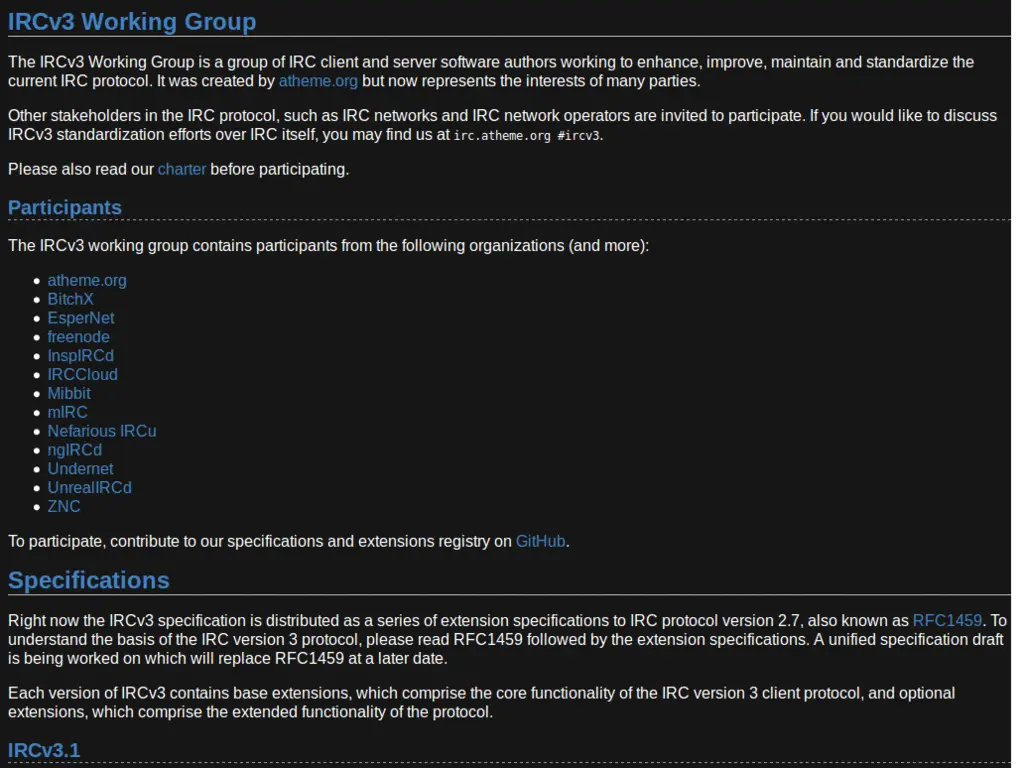 IRCv3 Working Group
The IRCv3 Working Group is a group of IRC client and server software authors working to enhance, improve, maintain and standardize the
current IRC protocol. It was created by atheme.org but now represents the interests of many parties.
Other stakeholders in the IRC protocol, such as IRC networks and IRC network operators are invited to participate. If you would like to discuss
IRCv3 standardization efforts over IRC itself, you may find us at irc.atheme.org #ircv3.
Please also read our charter before participating.
Participants
The IRCv3 working group contains participants from the following organizations (and more):
• atheme.org
• BitchX
• EsperNet
• freenode
• InspIRCd
• IRCCloud
• Mibbit
• mIRC
• Nefarious IRCu
• ngIRCd
• Undernet
• UnrealIRCd
• ZNC
To participate, contribute to our specifications and extensions registry on GitHub.
Specifications
Right now the IRCv3 specification is distributed as a series of extension specifications to IRC protocol version 2.7, also known as RFC1459. To
understand the basis of the IRC version 3 protocol, please read RFC1459 followed by the extension specifications. A unified specification draft
is being worked on which will replace RFC1459 at a later date.
Each version of IRCv3 contains base extensions, which comprise the core functionality of the IRC version 3 client protocol, and optional
extensions, which comprise the extended functionality of the protocol.
IRCv3.1